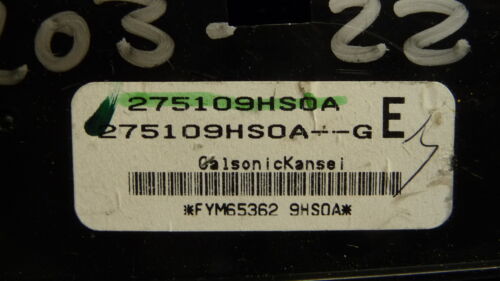 203-22
275109HS0A
275109HS0A--G E
CalsonicKansei
*FYM65362 9HS0A*